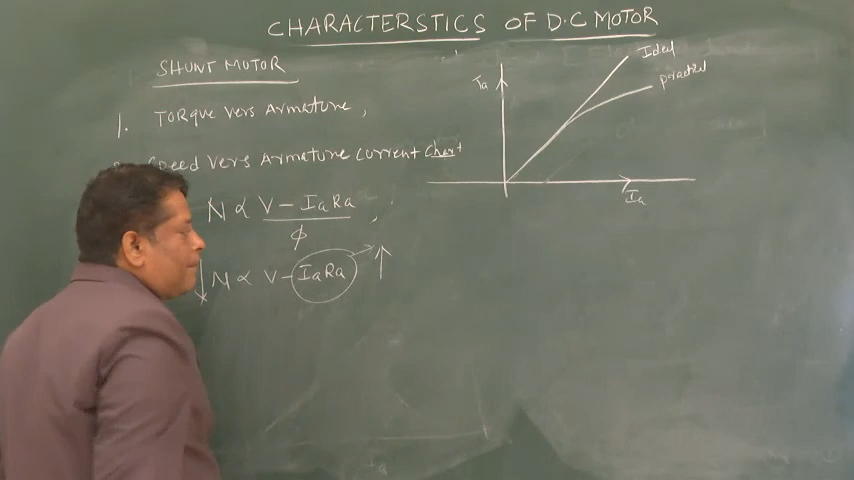 CHARACTERSTICS OF D.C MOTOR
SHUNT MOTOR
1. TORque Vers Armature,
Speed Vers Armature current Chart
N ∝ V - IaRa ,
ϕ
↓ N ∝ V - IaRa ↑
Ta
Ideal
Ia